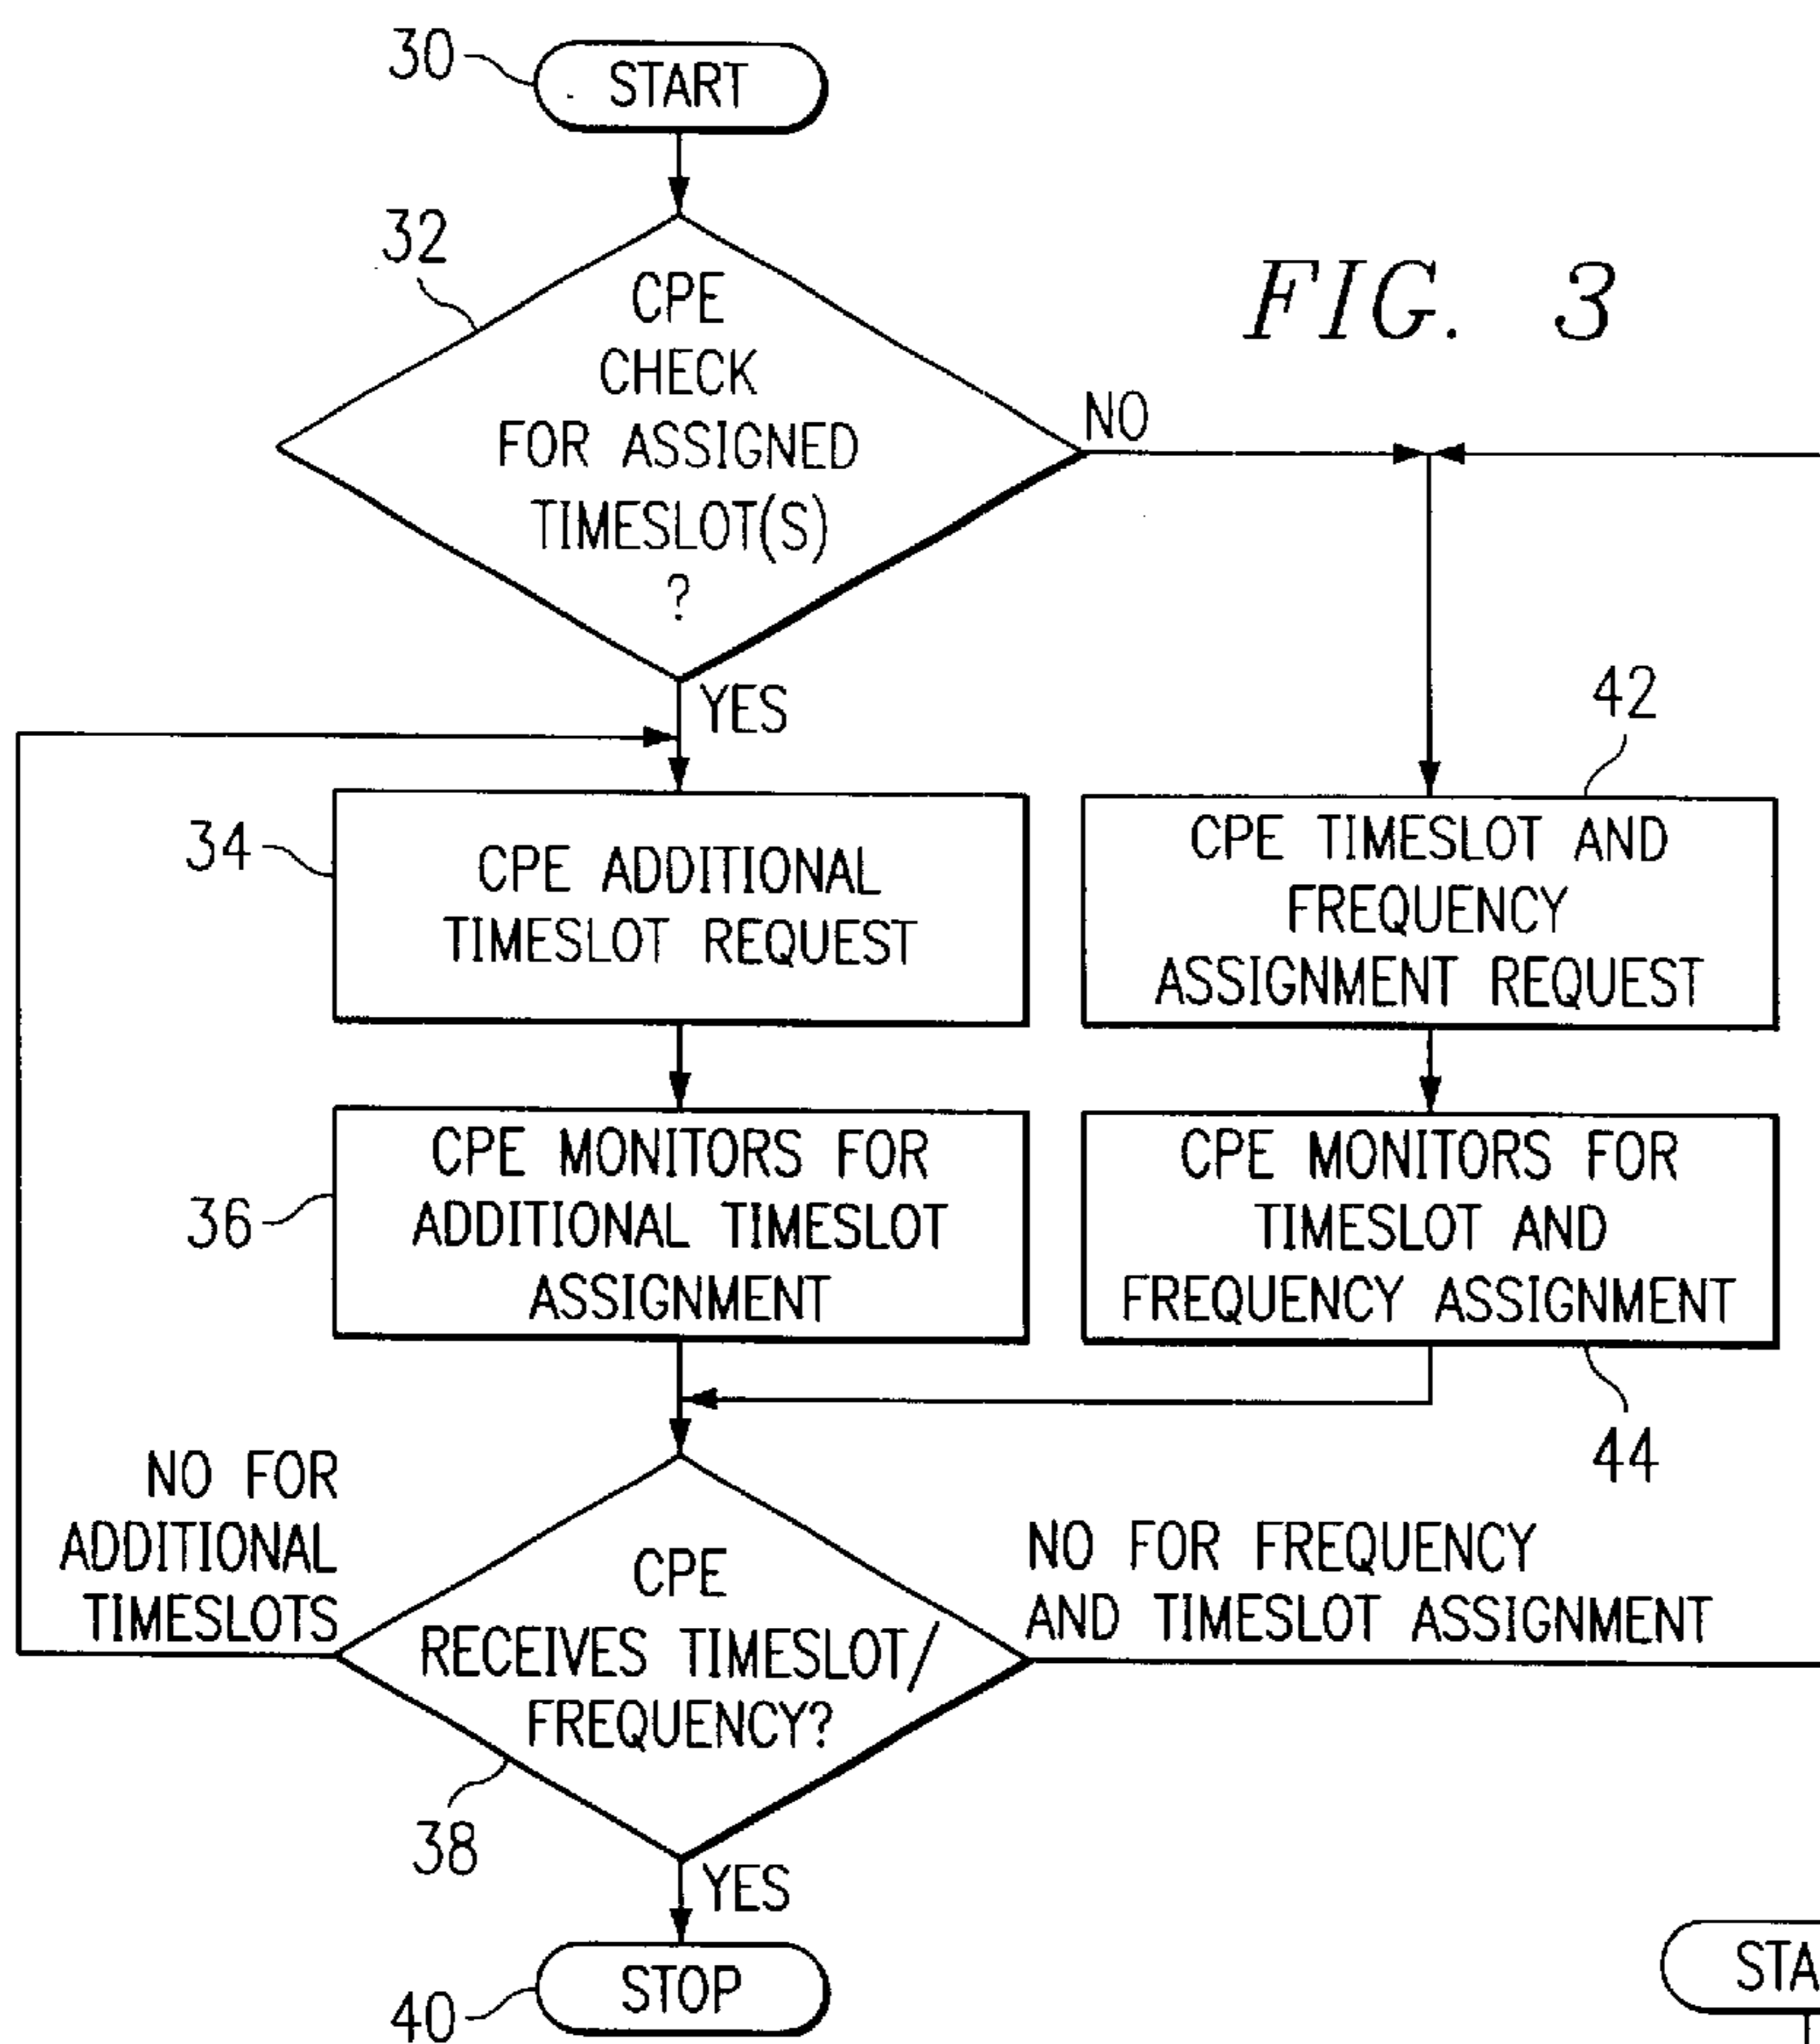 30
START
32
CPE
CHECK
FOR ASSIGNED
TIMESLOT(S)
?
FIG. 3
NO
YES
42
34
CPE ADDITIONAL
TIMESLOT REQUEST
CPE TIMESLOT AND
FREQUENCY
ASSIGNMENT REQUEST
36
CPE MONITORS FOR
ADDITIONAL TIMESLOT
ASSIGNMENT
CPE MONITORS FOR
TIMESLOT AND
FREQUENCY ASSIGNMENT
44
NO FOR
ADDITIONAL
TIMESLOTS
CPE
RECEIVES TIMESLOT/
FREQUENCY?
NO FOR FREQUENCY
AND TIMESLOT ASSIGNMENT
38
YES
40
STOP
STA